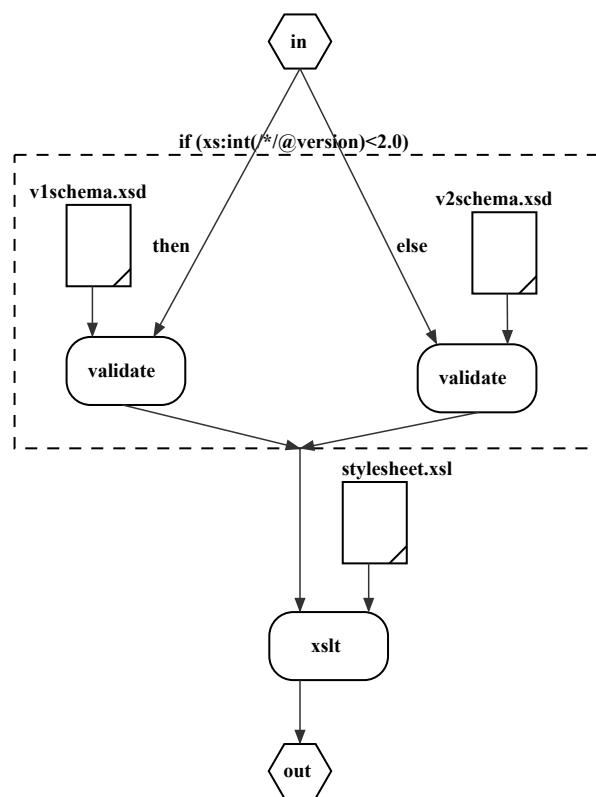 in
if (xs:int(/*/@version)<2.0)
v1schema.xsd
v2schema.xsd
then
else
validate
validate
stylesheet.xsl
xslt
out